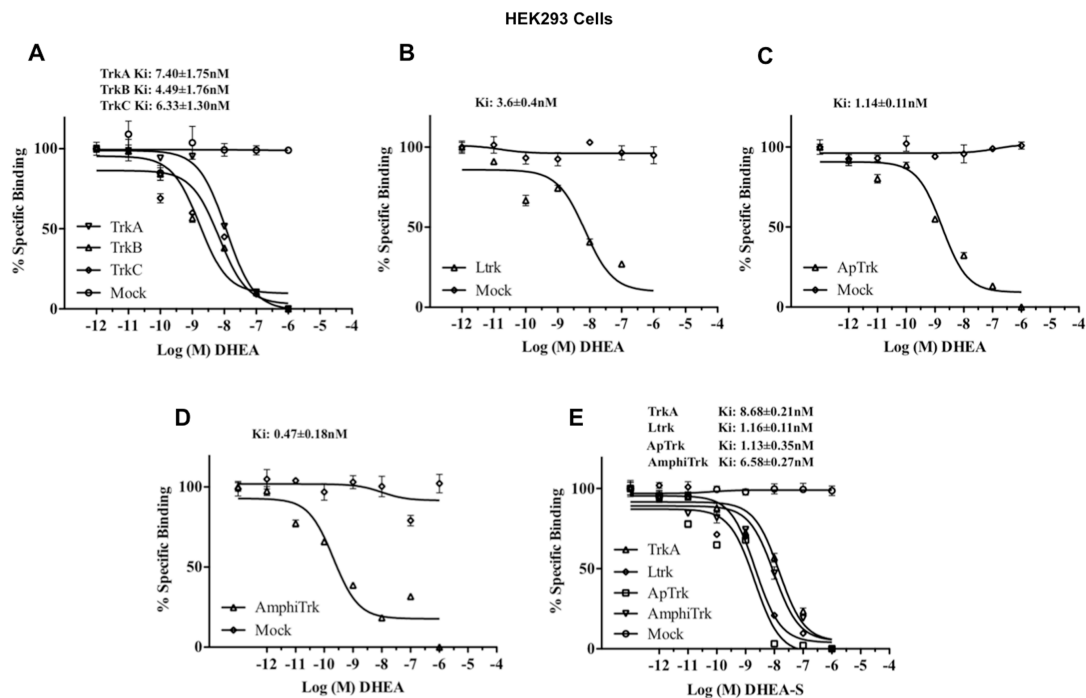 HEK293 Cells
A
TrkA Ki: 7.40±1.75nM
TrkB Ki: 4.49±1.76nM
TrkC Ki: 6.33±1.30nM
% Specific Binding
100
50
0
TrkA
TrkB
TrkC
Mock
-12 -11 -10 -9 -8 -7 -6 -5 -4
Log (M) DHEA
B
Ki: 3.6±0.4nM
% Specific Binding
100
50
0
Ltrk
Mock
-12 -11 -10 -9 -8 -7 -6 -5 -4
Log (M) DHEA
C
Ki: 1.14±0.11nM
% Specific Binding
100
50
0
ApTrk
Mock
-12 -11 -10 -9 -8 -7 -6 -5 -4
Log (M) DHEA
D
Ki: 0.47±0.18nM
% Specific Binding
100
50
0
AmphiTrk
Mock
-12 -11 -10 -9 -8 -7 -6 -5 -4
Log (M) DHEA
E
TrkA Ki: 8.68±0.21nM
Ltrk Ki: 1.16±0.11nM
ApTrk Ki: 1.13±0.35nM
AmphiTrk Ki: 6.58±0.27nM
% Specific Binding
100
50
0
TrkA
Ltrk
ApTrk
AmphiTrk
Mock
-12 -11 -10 -9 -8 -7 -6 -5 -4
Log (M) DHEA-S